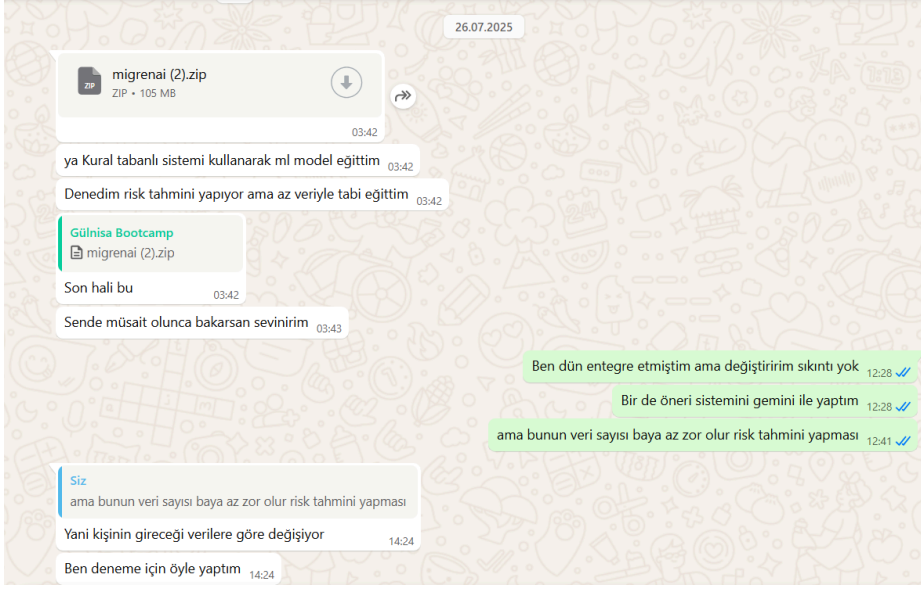 26.07.2025
migrenai (2).zip
ZIP
ZIP • 105 MB
03:42
ya Kural tabanlı sistemi kullanarak ml model eğittim 03:42
Denedim risk tahmini yapıyor ama az veriyle tabi eğittim 03:42
Gülnisa Bootcamp
migrenai (2).zip
Son hali bu 03:42
Sende müsait olunca bakarsan sevinirim 03:43
Ben dün entegre etmiştim ama değiştiririm sıkıntı yok 12:28
Bir de öneri sistemini gemini ile yaptım 12:28
ama bunun veri sayısı baya az zor olur risk tahmini yapması 12:41
Siz
ama bunun veri sayısı baya az zor olur risk tahmini yapması
Yani kişinin gireceği verilere göre değişiyor 14:24
Ben deneme için öyle yaptım 14:24